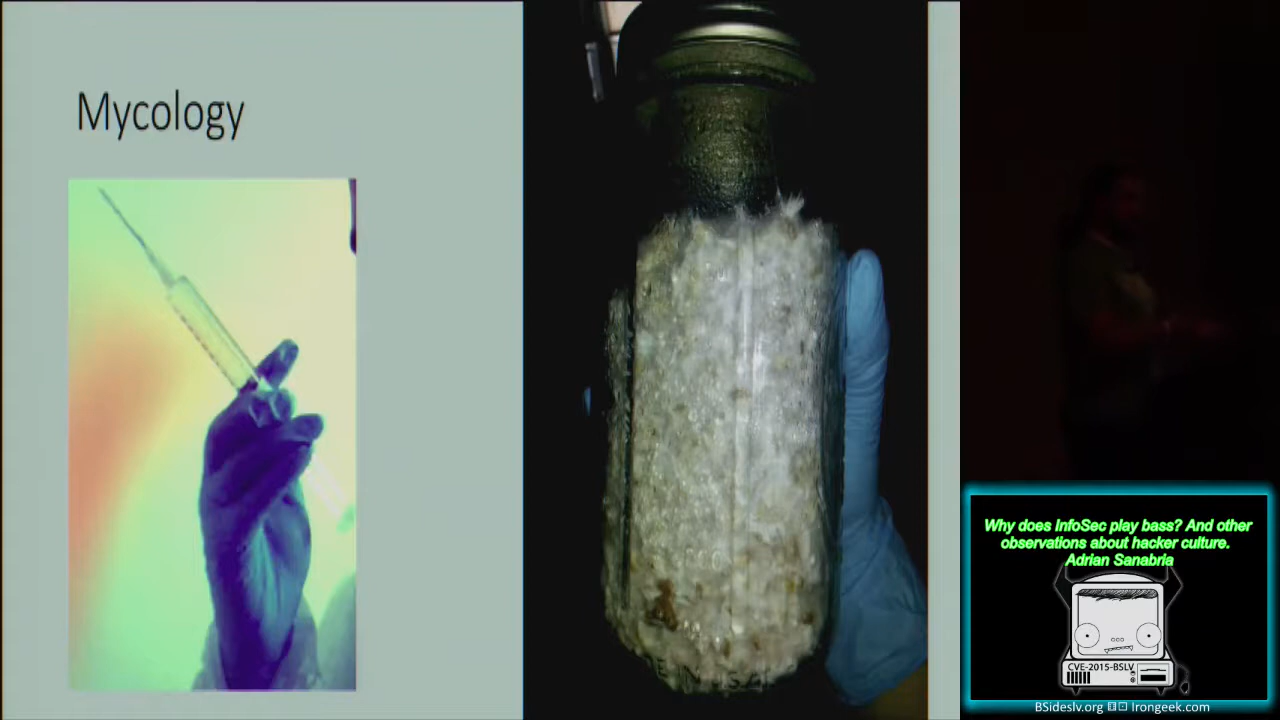 Mycology
Why does InfoSec play bass? And other
observations about hacker culture.
Adrian Sanabria
CVE-2015-BSLV
BSideslv.org
Irongeek.com